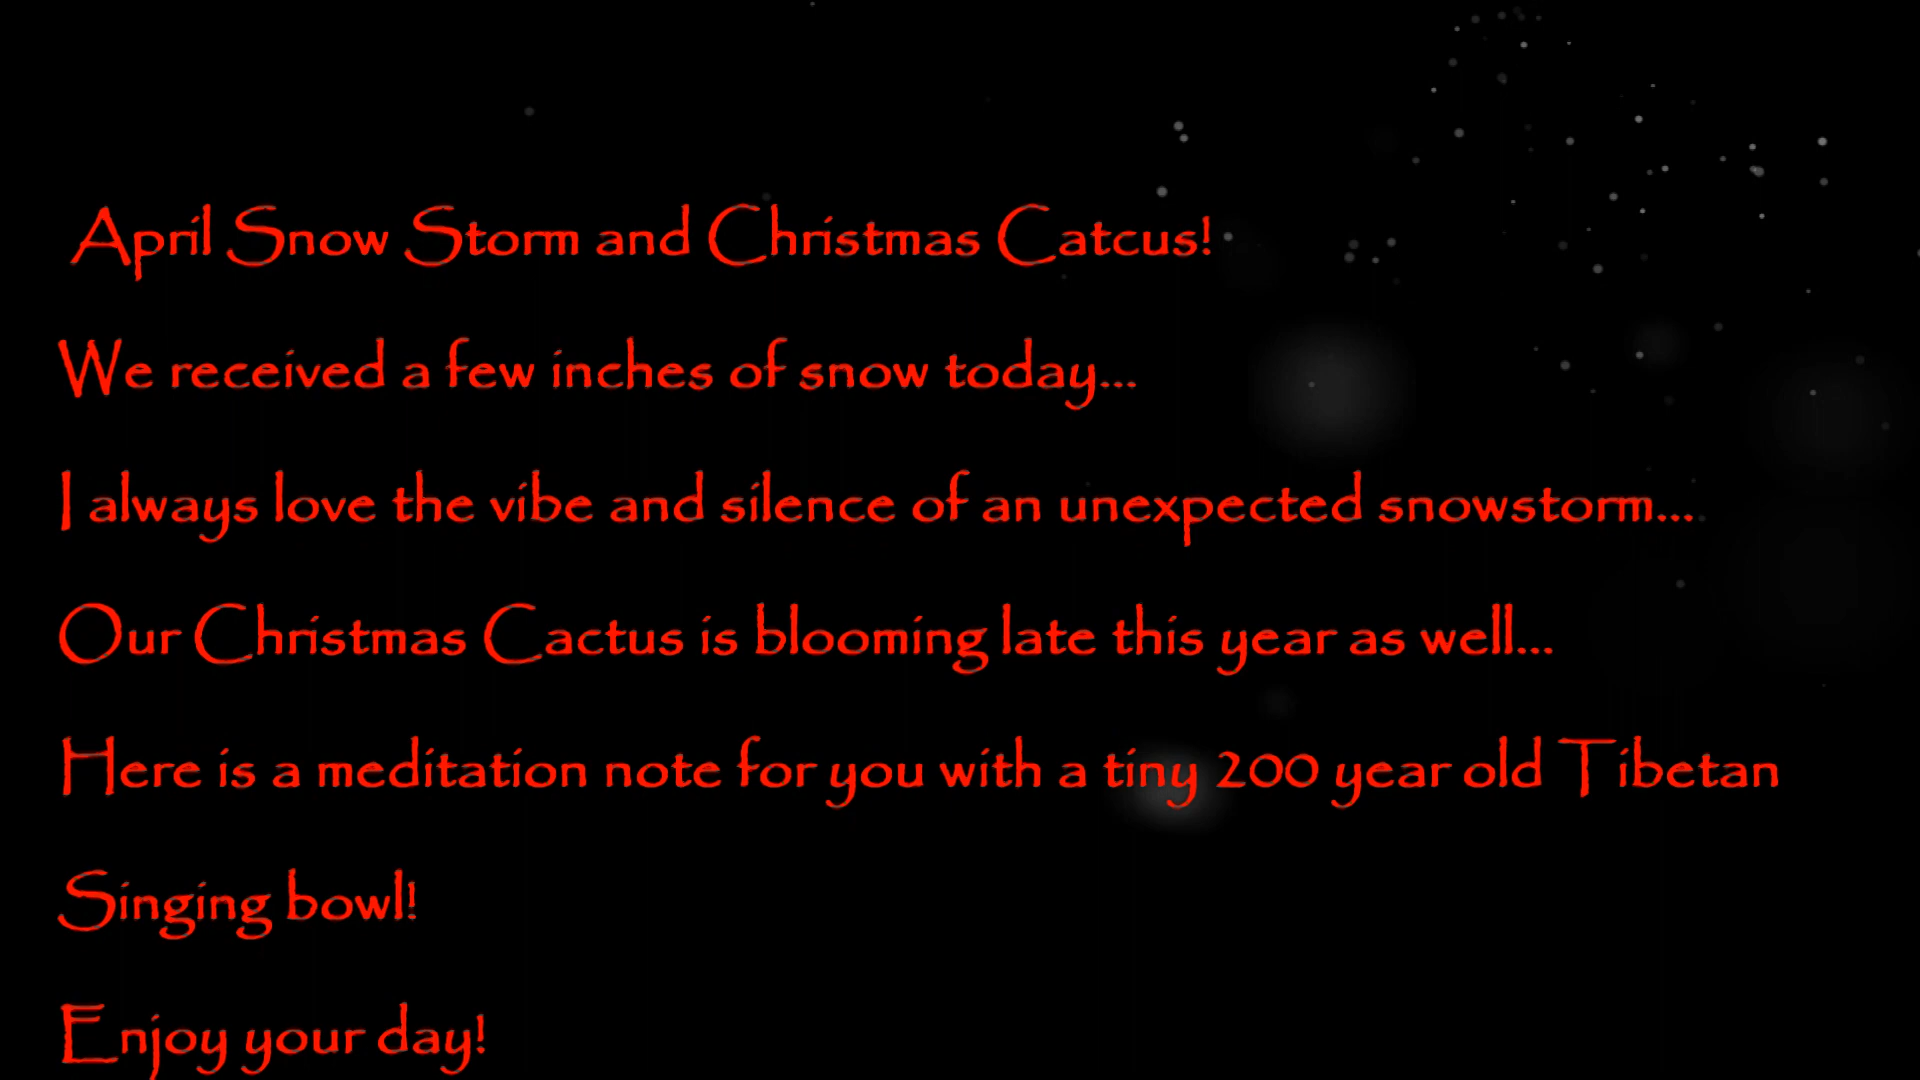 April Snow Storm and Christmas Catcus!
We received a few inches of snow today...
I always love the vibe and silence of an unexpected snowstorm...
Our Christmas Cactus is blooming late this year as well...
Here is a meditation note for you with a tiny 200 year old Tibetan
Singing bowl!
Enjoy your day!